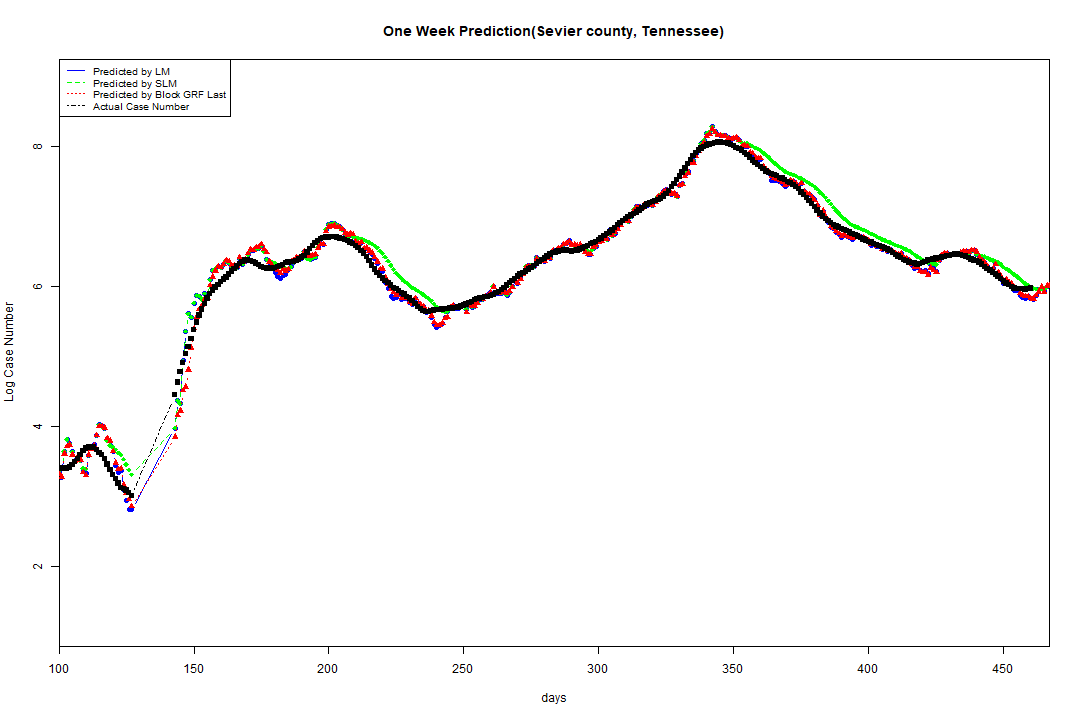 One Week Prediction(Sevier county, Tennessee)
Predicted by LM
Predicted by SLM
Predicted by Block GRF Last
Actual Case Number
8
6
4
2
Log Case Number
100 150 200 250 300 350 400 450
days